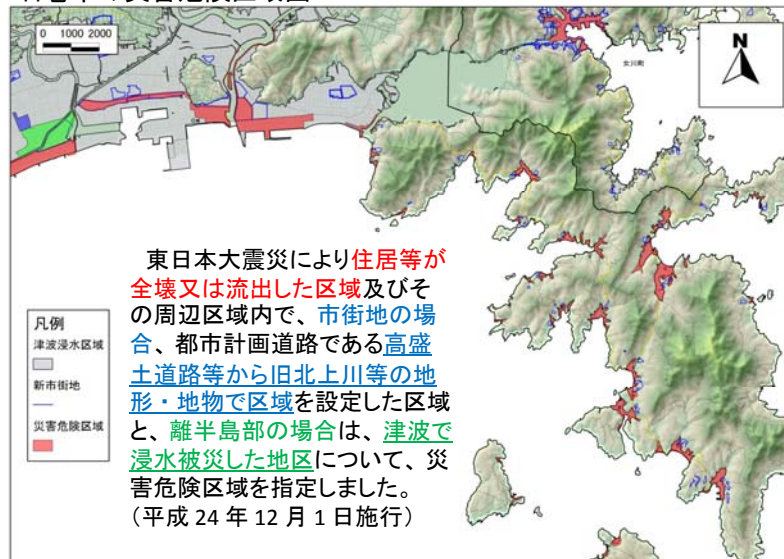 0 1000 2000
N
女川町
東日本大震災により住居等が
全壊又は流出した区域及びそ
の周辺区域内で、市街地の場
合、都市計画道路である高盛
土道路等から旧北上川等の地
形・地物で区域を設定した区域
と、離半島部の場合は、津波で
浸水被災した地区について、災
害危険区域を指定しました。
（平成 24 年 12 月 1 日施行）
凡例
津波浸水区域
新市街地
災害危険区域